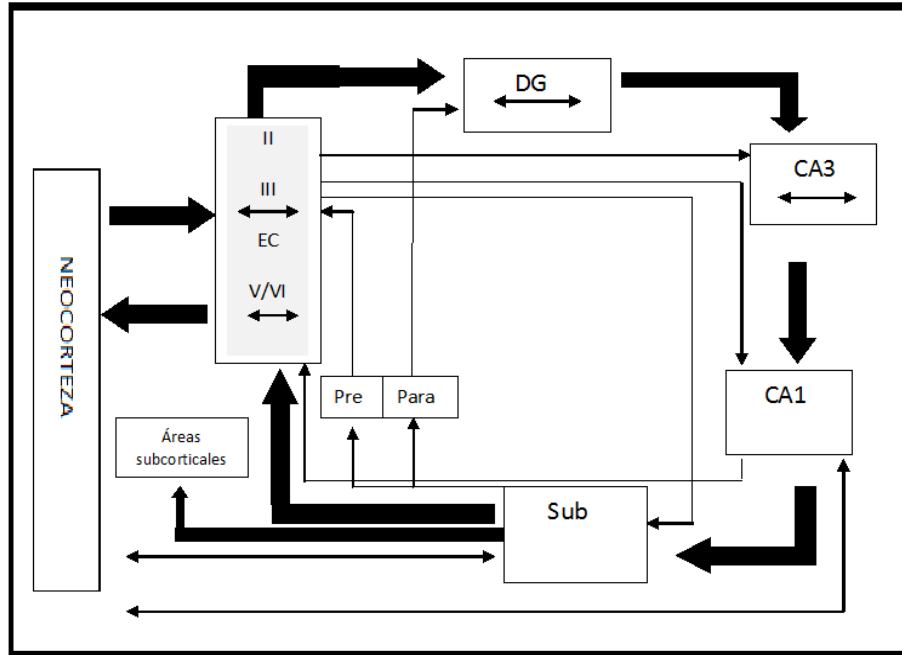 NEOCORTEZA
II
III
EC
V/VI
DG
CA3
CA1
Pre
Para
Áreas
subcorticales
Sub